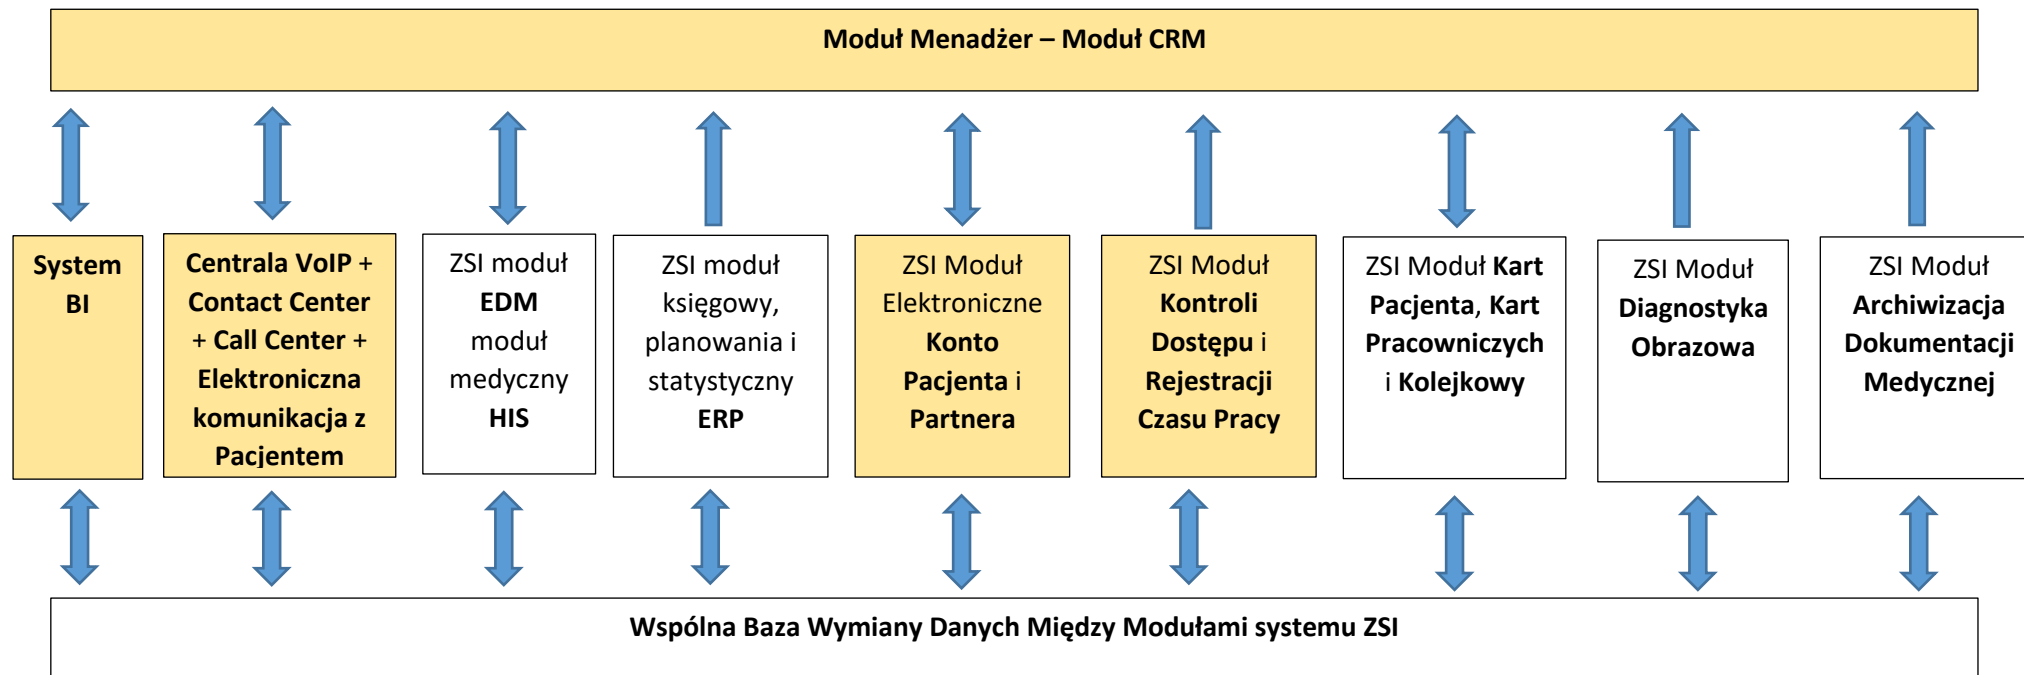 Moduł Menadżer – Moduł CRM
System
BI
Centrala VoIP +
Contact Center
+ Call Center +
Elektroniczna
komunikacja z
Pacjentem
ZSI moduł
EDM
moduł
medyczny
HIS
ZSI moduł
księgowy,
planowania i
statystyczny
ERP
ZSI Moduł
Elektroniczne
Konto
Pacjenta i
Partnera
ZSI Moduł
Kontroli
Dostępu i
Rejestracji
Czasu Pracy
ZSI Moduł Kart
Pacjenta, Kart
Pracowniczych
i Kolejkowy
ZSI Moduł
Diagnostyka
Obrazowa
ZSI Moduł
Archiwizacja
Dokumentacji
Medycznej
Wspólna Baza Wymiany Danych Między Modułami systemu ZSI